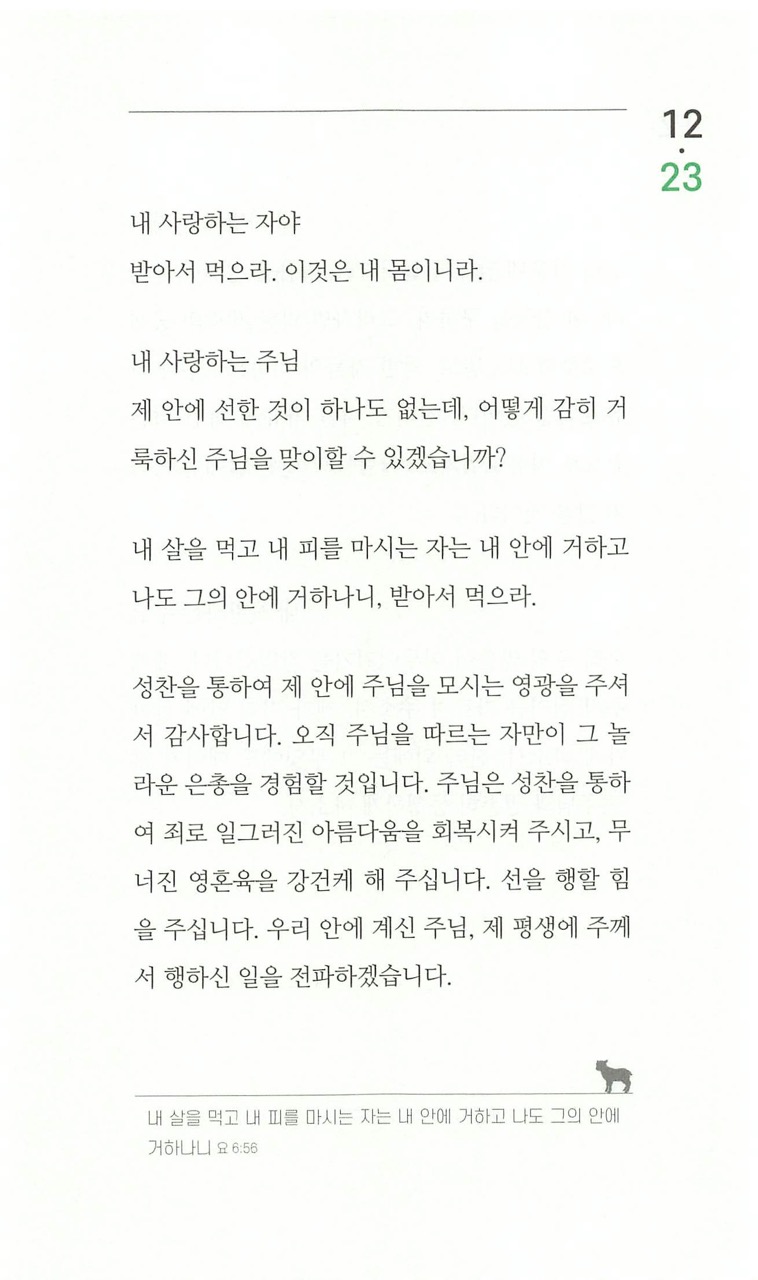 12
·
23
내 사랑하는 자야
받아서 먹으라. 이것은 내 몸이니라.
내 사랑하는 주님
제 안에 선한 것이 하나도 없는데, 어떻게 감히 거
룩하신 주님을 맞이할 수 있겠습니까?
내 살을 먹고 내 피를 마시는 자는 내 안에 거하고
나도 그의 안에 거하나니, 받아서 먹으라.
성찬을 통하여 제 안에 주님을 모시는 영광을 주셔
서 감사합니다. 오직 주님을 따르는 자만이 그 놀
라운 은총을 경험할 것입니다. 주님은 성찬을 통하
여 죄로 일그러진 아름다움을 회복시켜 주시고, 무
너진 영혼육을 강건케 해 주십니다. 선을 행할 힘
을 주십니다. 우리 안에 계신 주님, 제 평생에 주께
서 행하신 일을 전파하겠습니다.
내 살을 먹고 내 피를 마시는 자는 내 안에 거하고 나도 그의 안에
거하나니 요 6:56